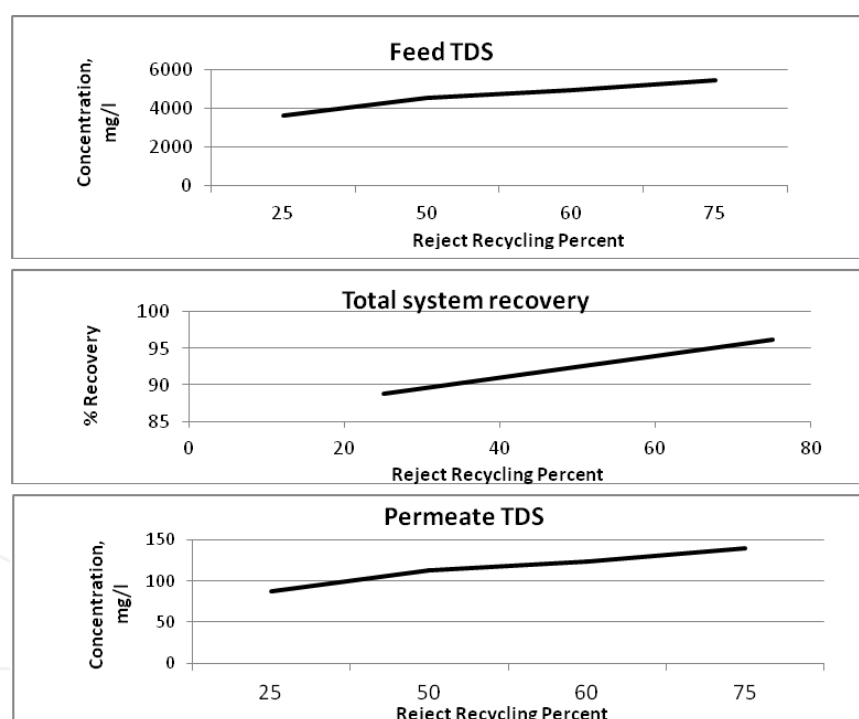 Feed TDS
Concentration,
mg/l
6000
4000
2000
0
25 50 60 75
Reject Recycling Percent
Total system recovery
% Recovery
100
95
90
85
0 20 40 60 80
Reject Recycling Percent
Permeate TDS
Concentration,
mg/l
150
100
50
0
25 50 60 75
Reject Recycling Percent